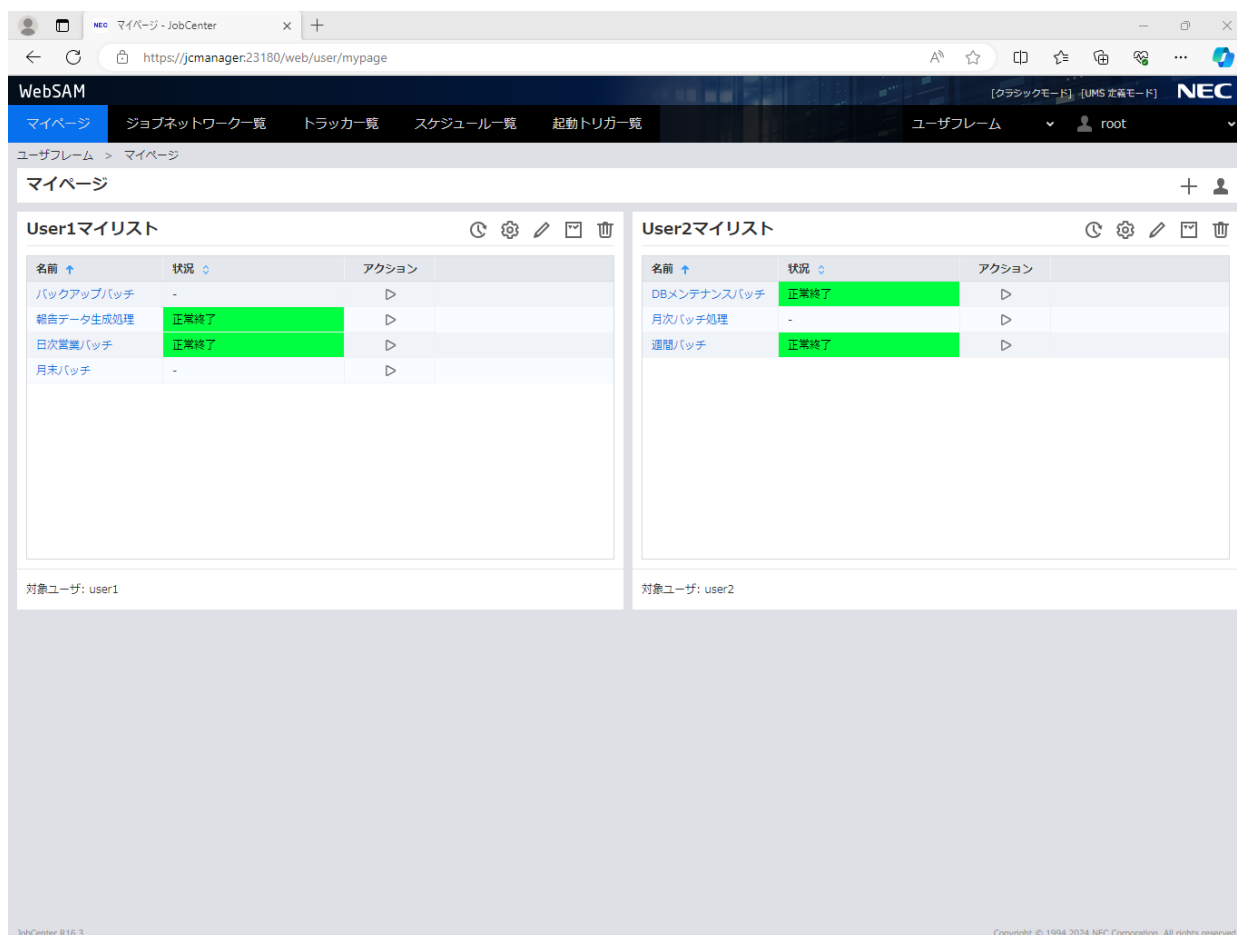 NEC マイページ - JobCenter
https://jcmanager:23180/web/user/mypage
WebSAM
[クラシックモード] [UMS 定義モード] NEC
マイページ ジョブネットワーク一覧 トラッカ一覧 スケジュール一覧 起動トリガ一覧 ユーザフレーム root
ユーザフレーム > マイページ
マイページ
User1マイリスト
名前 状況 アクション
バックアップバッチ -
報告データ生成処理 正常終了
日次営業バッチ 正常終了
月末バッチ -
対象ユーザ: user1
User2マイリスト
名前 状況 アクション
DBメンテナンスバッチ 正常終了
月次バッチ処理 -
週間バッチ 正常終了
対象ユーザ: user2
JobCenter R16.3
Copyright © 1994-2024 NEC Corporation. All rights reserved